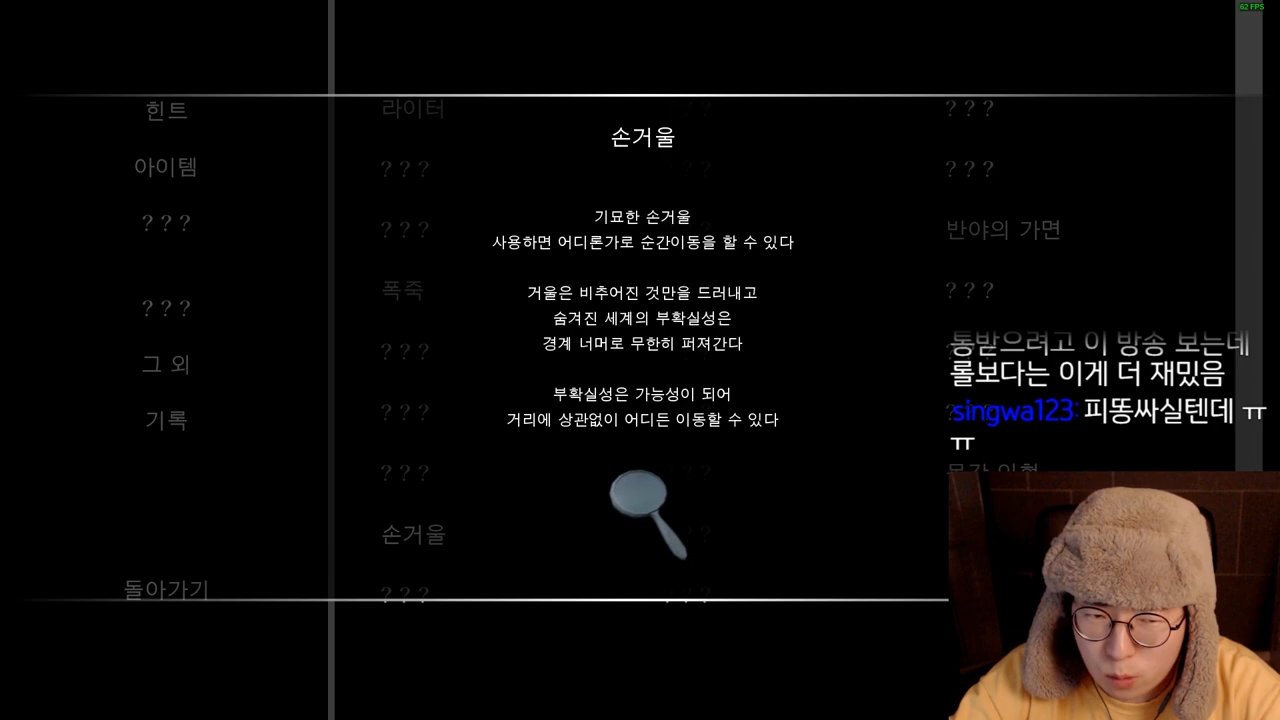 62 FPS
힌트
아이템
? ? ?
? ? ?
그 외
기록
돌아가기
라이터
? ? ?
? ? ?
폭죽
? ? ?
? ? ?
? ? ?
손거울
? ? ?
손거울
기묘한 손거울
사용하면 어디론가로 순간이동을 할 수 있다
거울은 비추어진 것만을 드러내고
숨겨진 세계의 부확실성은
경계 너머로 무한히 퍼져간다
부확실성은 가능성이 되어
거리에 상관없이 어디든 이동할 수 있다
? ? ?
? ? ?
반야의 가면
? ? ?
통받으려고 이 방송 보는데
롤보다는 이게 더 재밌음
singwa123: 피똥싸실텐데 ㅠ
ㅠ